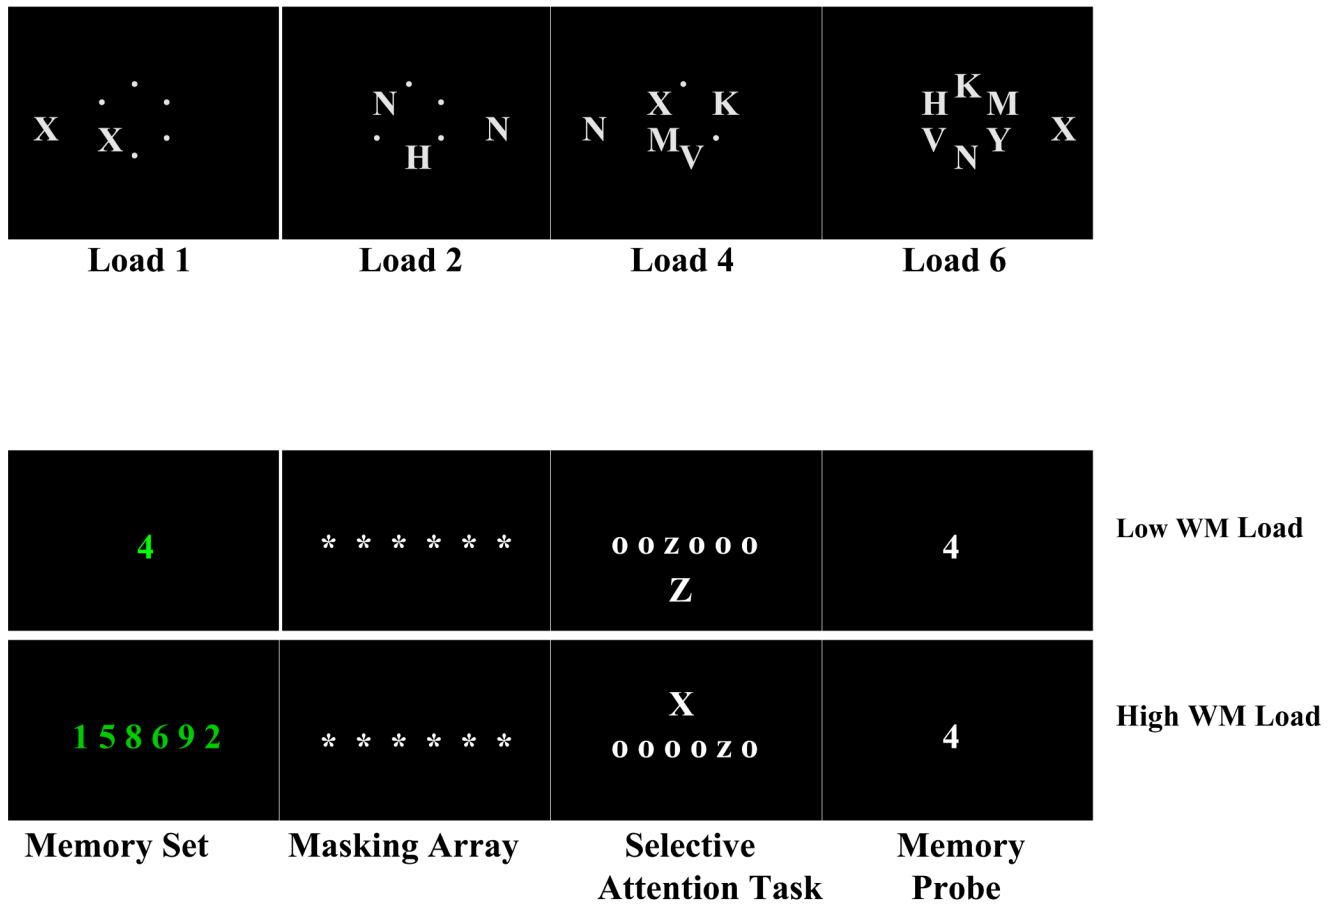 X X
N H N
N X K M V
H K M V N Y X
Load 1 Load 2 Load 4 Load 6
4 * * * * * * o o z o o o 4 Low WM Load
Z
X
1 5 8 6 9 2 * * * * * * o o o o z o 4 High WM Load
Memory Set Masking Array Selective Memory
Attention Task Probe